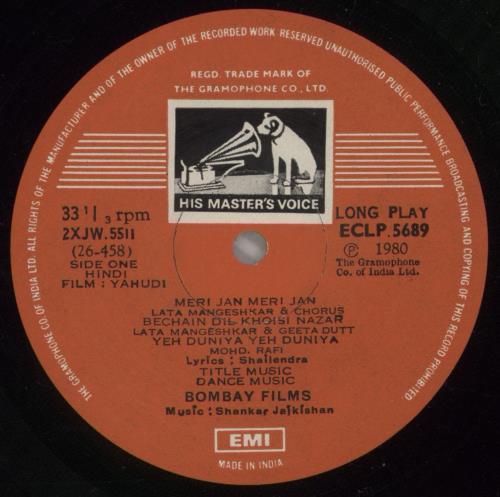 THE GRAMOPHONE CO. OF INDIA LTD. ALL RIGHTS OF THE MANUFACTURER AND OF THE OWNER OF THE RECORDED WORK RESERVED UNAUTHORISED PUBLIC PERFORMANCE BROADCASTING AND COPYING OF THIS RECORD PROHIBITED
REGD. TRADE MARK OF
THE GRAMOPHONE CO., LTD.
HIS MASTER'S VOICE
33 1/3 rpm
2XJW.5511
(26-458)
SIDE ONE
HINDI
FILM : YAHUDI
LONG PLAY
ECLP.5689
Ⓟ 1980
The Gramophone
Co. of India Ltd.
MERI JAN MERI JAN
LATA MANGESHKAR & CHORUS
BECHAIN DIL KHOISI NAZAR
LATA MANGESHKAR & GEETA DUTT
YEH DUNIYA YEH DUNIYA
MOHD. RAFI
Lyrics : Shailendra
TITLE MUSIC
DANCE MUSIC
BOMBAY FILMS
Music : Shankar Jaikishan
EMI
MADE IN INDIA